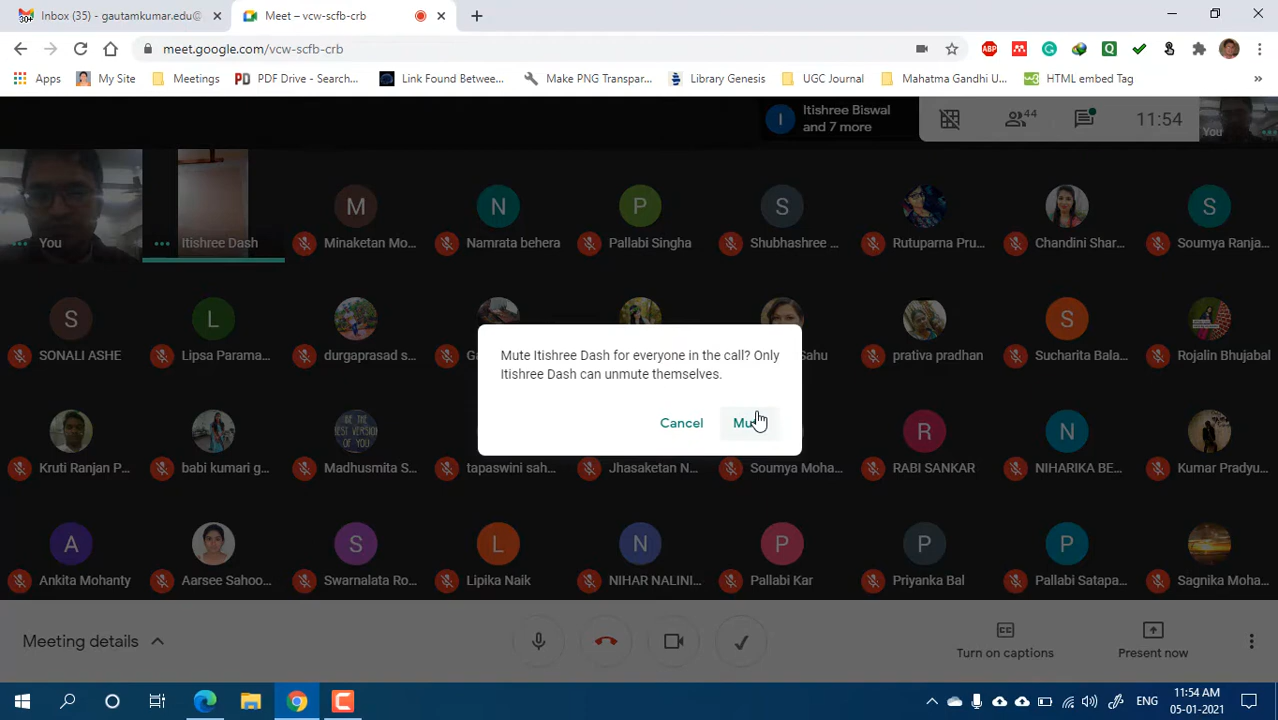 Inbox (35) - gautamkumar.edu@
Meet – vcw-scfb-crb
meet.google.com/vcw-scfb-crb
Apps
My Site
Meetings
PDF Drive - Search...
Link Found Betwee...
Make PNG Transpar...
Library Genesis
UGC Journal
Mahatma Gandhi U...
HTML embed Tag
Itishree Biswal
and 7 more
44
11:54
You
You
Itishree Dash
M
Minaketan Mo...
N
Namrata behera
P
Pallabi Singha
S
Shubhashree ...
Rutuparna Pru...
Chandini Shar...
S
Soumya Ranja...
S
SONALI ASHE
L
Lipsa Parama...
durgaprasad s...
prativa pradhan
S
Sucharita Bala...
Rojalin Bhujabal
Mute Itishree Dash for everyone in the call? Only
Itishree Dash can unmute themselves.
Cancel
Kruti Ranjan P...
babi kumari g...
Madhusmita S...
tapaswini sah...
Jhasaketan N...
Soumya Moha...
R
RABI SANKAR
N
NIHARIKA BE...
Kumar Pradyu...
A
Ankita Mohanty
Aarsee Sahoo...
S
Swarnalata Ro...
L
Lipika Naik
N
NIHAR NALINI...
P
Pallabi Kar
P
Priyanka Bal
P
Pallabi Satapa...
Sagnika Moha...
Meeting details
Turn on captions
Present now
ENG
11:54 AM
05-01-2021